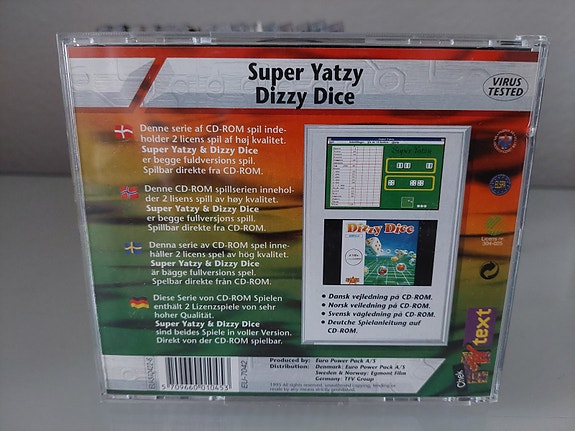 Super Yatzy
Dizzy Dice
VIRUS
TESTED
Denne serie af CD-ROM spil inde-
holder 2 licens spil af høj kvalitet.
Super Yatzy & Dizzy Dice
er begge fuldversions spil.
Spilbar direkte fra CD-ROM.
Denne CD-ROM spillserien innehol-
der 2 lisens spill av høy kvalitet.
Super Yatzy & Dizzy Dice
er begge fullversjons spill.
Spillbar direkte fra CD-ROM.
Denna serie av CD-ROM spel inne-
håller 2 licens spel av hög kvalitet.
Super Yatzy & Dizzy Dice
är bägge fullversions spel.
Spelbar direkte från CD-ROM.
Diese Serie von CD-ROM Spielen
enthält 2 Lizenzspiele von sehr
hoher Qualität.
Super Yatzy & Dizzy Dice
sind beides Spiele in voller Version.
Direkt von der CD-ROM spielbar.
Dizzy Dice
• Dansk vejledning på CD-ROM.
• Norsk veiledning på CD-ROM.
• Svensk vägledning på CD-ROM.
• Deutche Spielanleitung auf
CD-ROM.
Licens nr.
text
5 709660 010453
EU-7042
Produced by: Euro Power Pack A/S
Distribution: Denmark: Euro Power Pack A/S
Sweden & Norway: Egmont Film
Germany: TFV Group